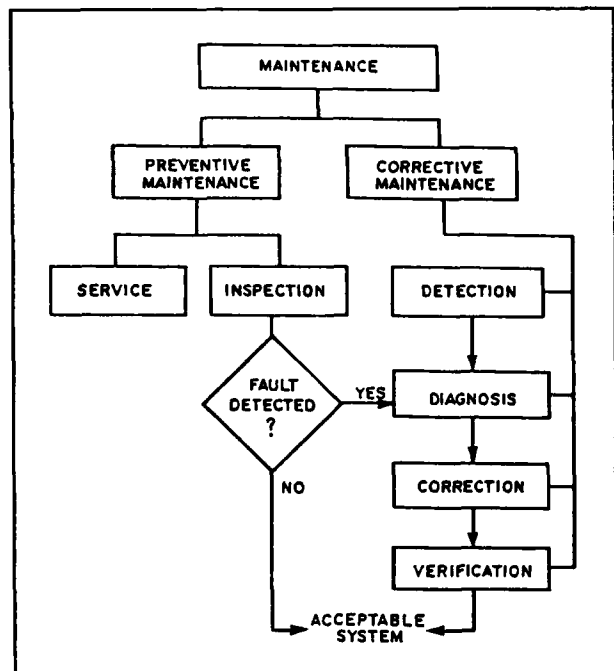 MAINTENANCE
PREVENTIVE
MAINTENANCE
CORRECTIVE
MAINTENANCE
SERVICE
INSPECTION
DETECTION
FAULT
DETECTED
?
YES
DIAGNOSIS
NO
CORRECTION
VERIFICATION
ACCEPTABLE
SYSTEM